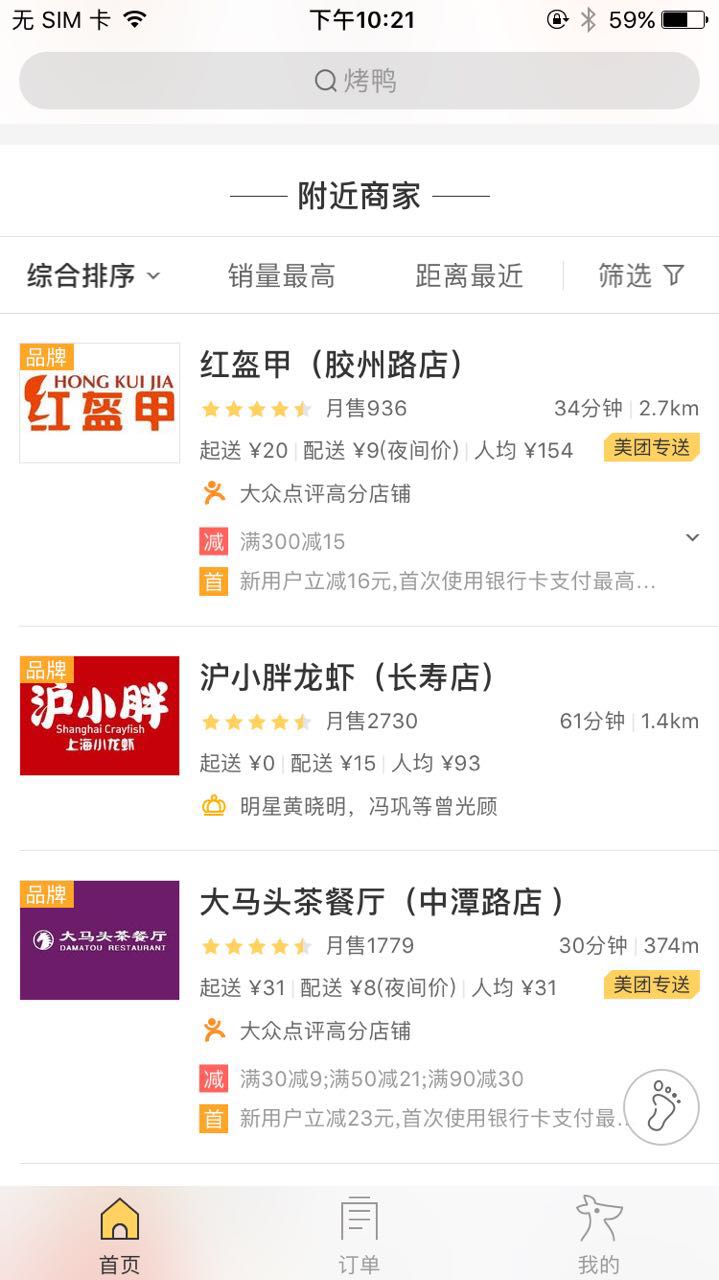 无 SIM 卡 下午10:21 59%
烤鸭
附近商家
综合排序 销量最高 距离最近 筛选
品牌
HONG KUI JIA
红盔甲
红盔甲（胶州路店）
月售936 34分钟 2.7km
起送 ¥20 配送 ¥9(夜间价) 人均 ¥154 美团专送
大众点评高分店铺
减 满300减15
首 新用户立减16元,首次使用银行卡支付最高...
品牌
沪小胖
Shanghai Crayfish
上海小龙虾
沪小胖龙虾（长寿店）
月售2730 61分钟 1.4km
起送 ¥0 配送 ¥15 人均 ¥93
明星黄晓明，冯巩等曾光顾
品牌
大马头茶餐厅
DAMATOU RESTAURANT
大马头茶餐厅（中潭路店 ）
月售1779 30分钟 374m
起送 ¥31 配送 ¥8(夜间价) 人均 ¥31 美团专送
大众点评高分店铺
减 满30减9;满50减21;满90减30
首 新用户立减23元,首次使用银行卡支付最...
首页 订单 我的